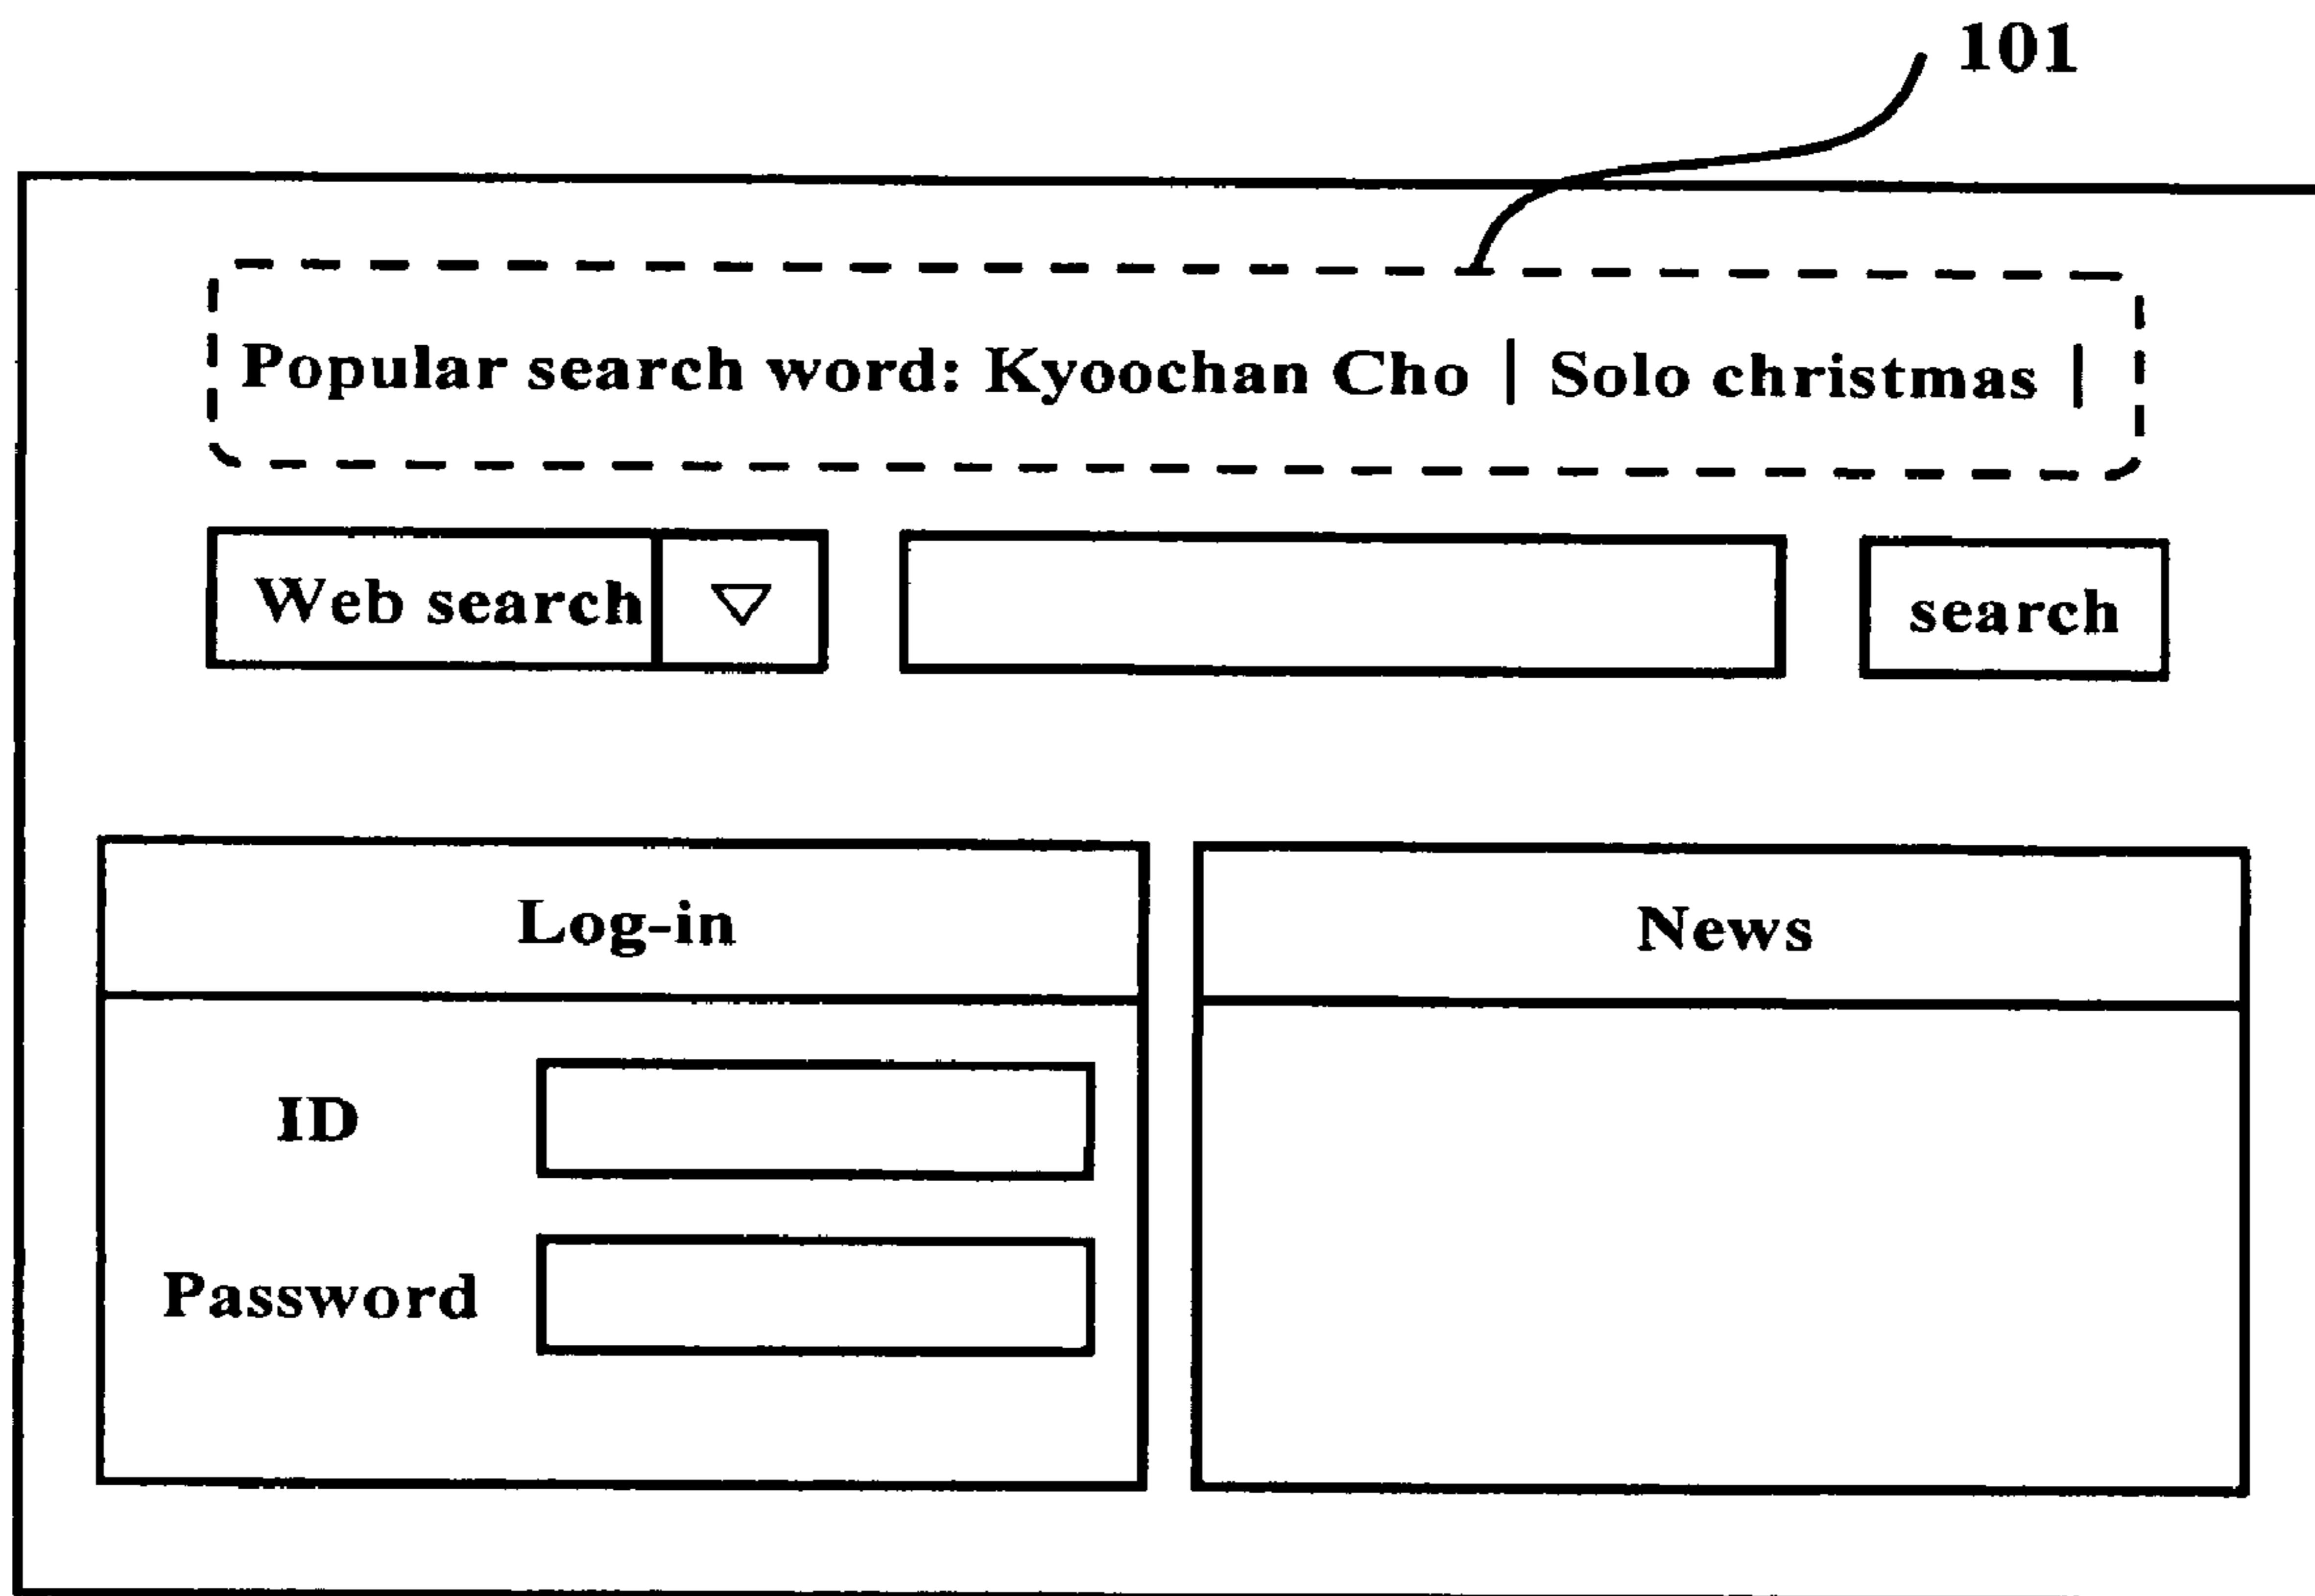 101
Popular search word: Kyoochan Cho | Solo christmas |
Web search
search
Log-in
News
ID
Password